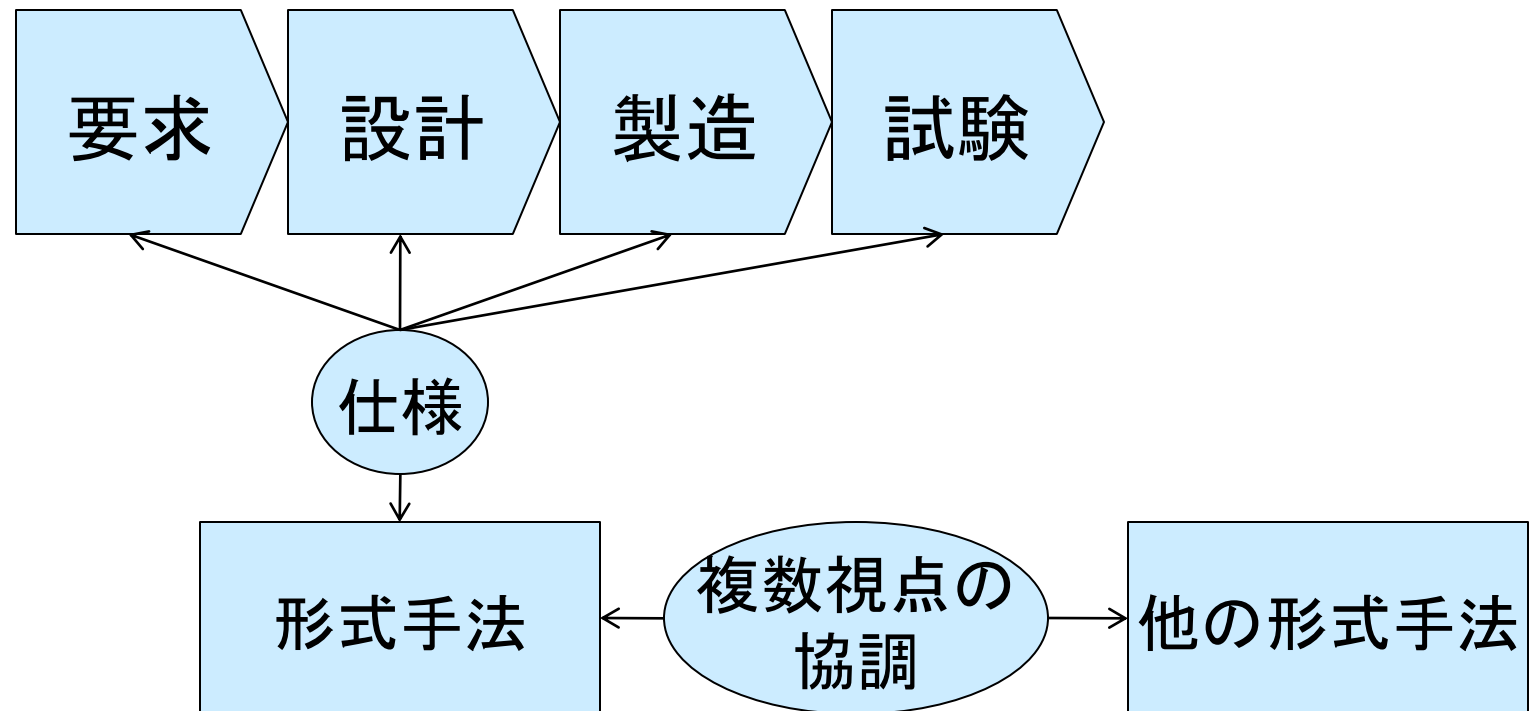 要求
設計
製造
試験
仕様
形式手法
複数視点の
協調
他の形式手法